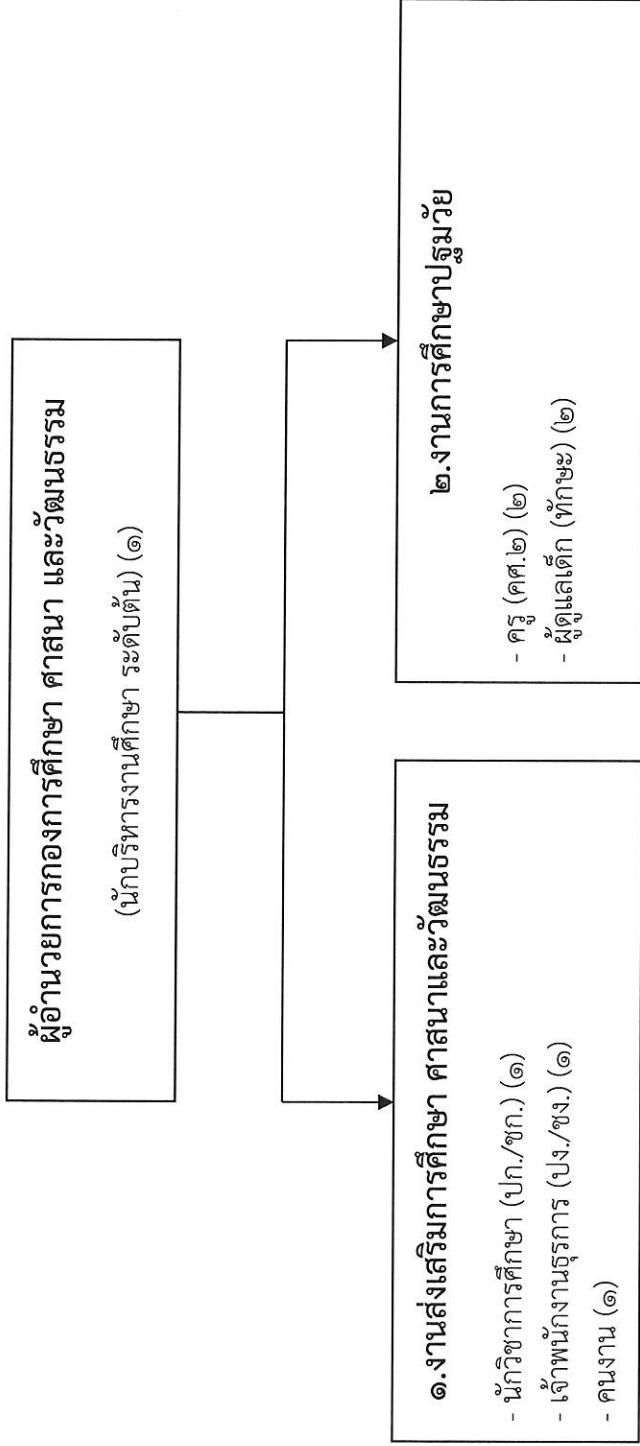 ผู้อำนวยการกองการศึกษา ศาสนา และวัฒนธรรม
(นักบริหารงานศึกษา ระดับต้น) (๑)
๑.งานส่งเสริมการศึกษา ศาสนาและวัฒนธรรม
- นักวิชาการศึกษา (ปก./ชก.) (๑)
- เจ้าพนักงานธุรการ (ปง./ชง.) (๑)
- คนงาน (๑)
๒.งานการศึกษาปฐมวัย
- ครู (คศ.๒) (๒)
- ผู้ดูแลเด็ก (ทักษะ) (๒)